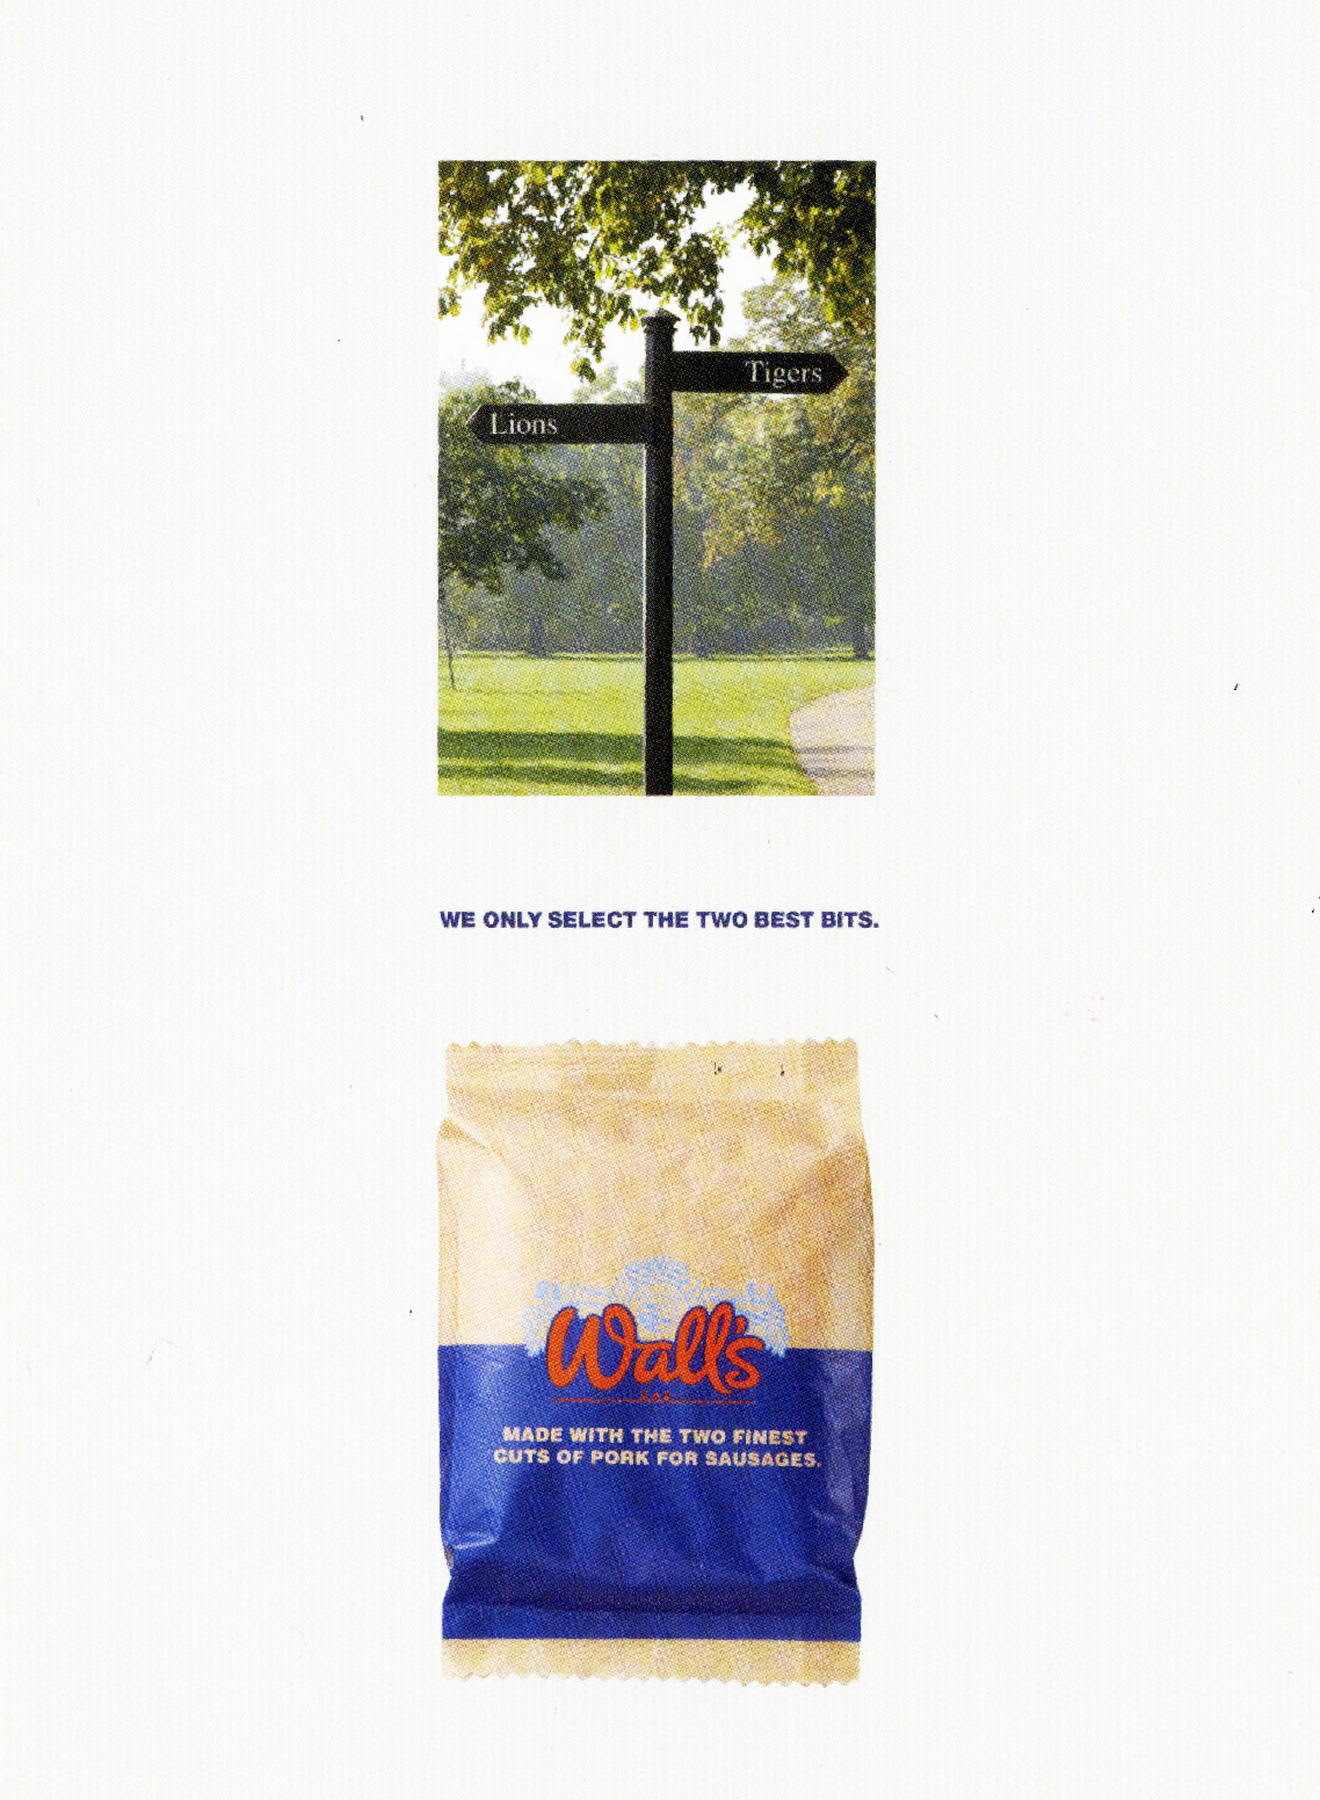 Tigers
Lions
WE ONLY SELECT THE TWO BEST BITS.
Wall's
MADE WITH THE TWO FINEST
CUTS OF PORK FOR SAUSAGES.